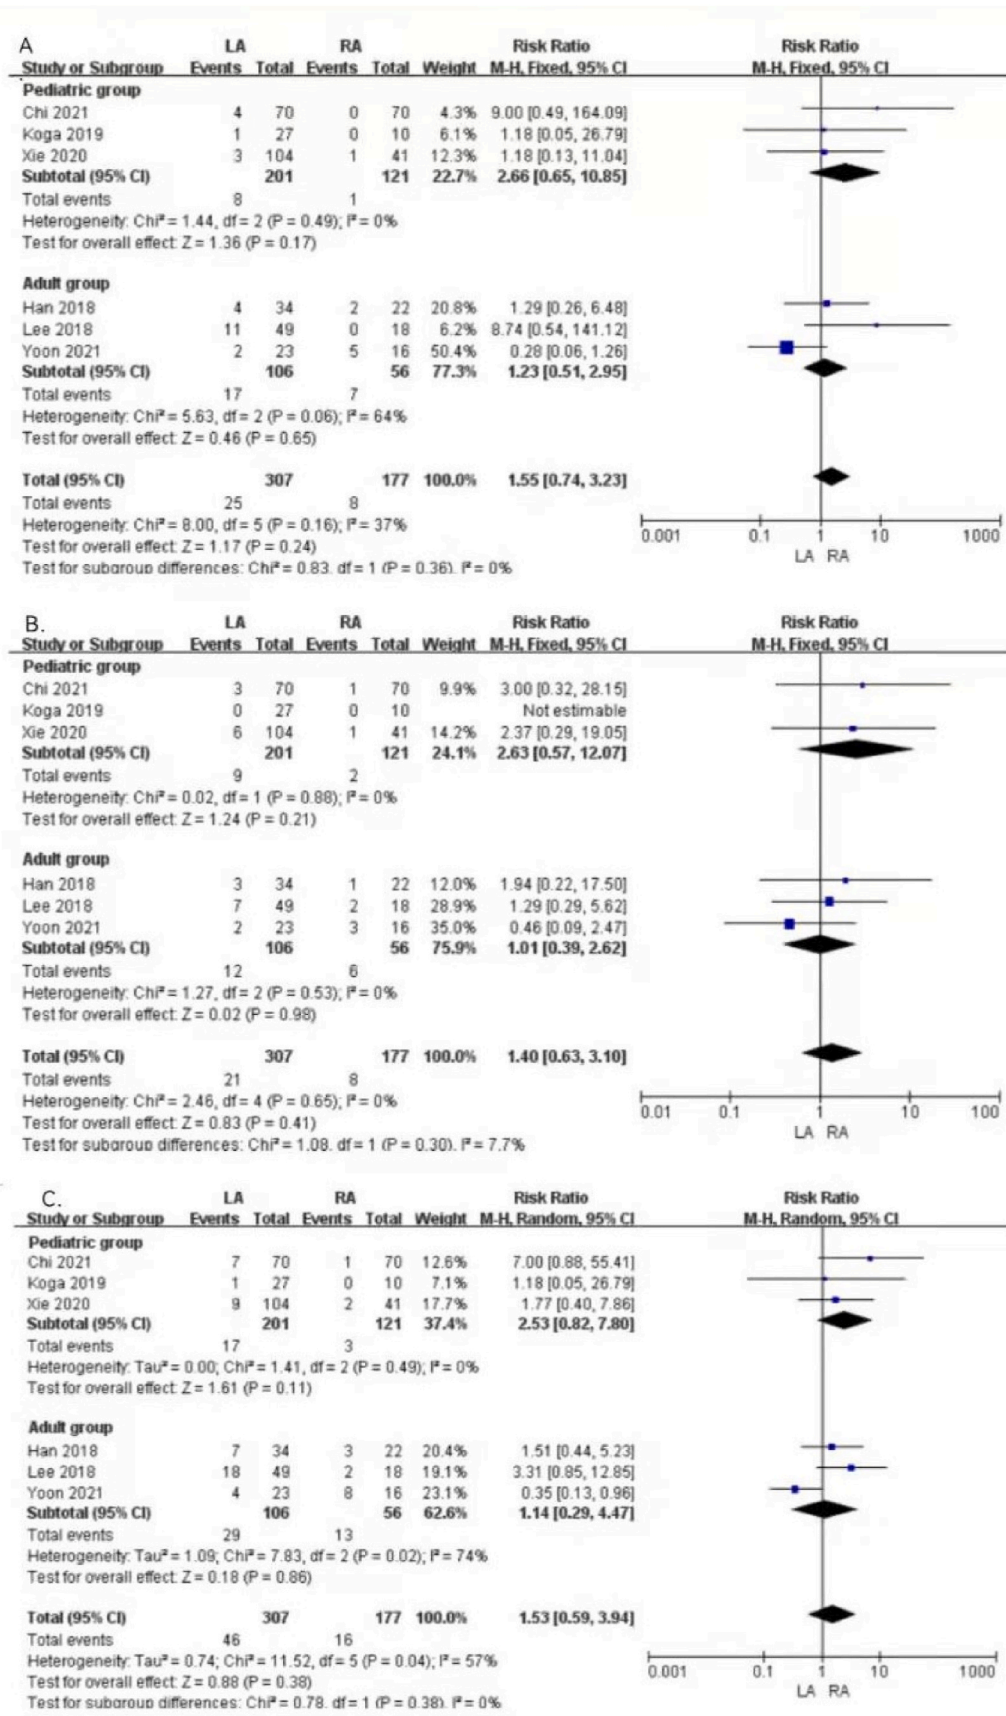 A
LA RA Risk Ratio Risk Ratio
Study or Subgroup Events Total Events Total Weight M-H, Fixed, 95% CI M-H, Fixed, 95% CI
Pediatric group
Chi 2021 4 70 0 70 4.3% 9.00 [0.49, 164.09]
Koga 2019 1 27 0 10 6.1% 1.18 [0.05, 26.79]
Xie 2020 3 104 1 41 12.3% 1.18 [0.13, 11.04]
Subtotal (95% CI) 201 121 22.7% 2.66 [0.65, 10.85]
Total events 8 1
Heterogeneity: Chi² = 1.44, df = 2 (P = 0.49); I² = 0%
Test for overall effect: Z = 1.36 (P = 0.17)
Adult group
Han 2018 4 34 2 22 20.8% 1.29 [0.26, 6.48]
Lee 2018 11 49 0 18 6.2% 8.74 [0.54, 141.12]
Yoon 2021 2 23 5 16 50.4% 0.28 [0.06, 1.26]
Subtotal (95% CI) 106 56 77.3% 1.23 [0.51, 2.95]
Total events 17 7
Heterogeneity: Chi² = 5.63, df = 2 (P = 0.06); I² = 64%
Test for overall effect: Z = 0.46 (P = 0.65)
Total (95% CI) 307 177 100.0% 1.55 [0.74, 3.23]
Total events 25 8
Heterogeneity: Chi² = 8.00, df = 5 (P = 0.16); I² = 37%
Test for overall effect: Z = 1.17 (P = 0.24)
Test for subgroup differences: Chi² = 0.83. df = 1 (P = 0.36). I² = 0%
0.001 0.1 1 10 1000
LA RA
B.
LA RA Risk Ratio Risk Ratio
Study or Subgroup Events Total Events Total Weight M-H, Fixed, 95% CI M-H, Fixed, 95% CI
Pediatric group
Chi 2021 3 70 1 70 9.9% 3.00 [0.32, 28.15]
Koga 2019 0 27 0 10 Not estimable
Xie 2020 6 104 1 41 14.2% 2.37 [0.29, 19.05]
Subtotal (95% CI) 201 121 24.1% 2.63 [0.57, 12.07]
Total events 9 2
Heterogeneity: Chi² = 0.02, df = 1 (P = 0.88); I² = 0%
Test for overall effect: Z = 1.24 (P = 0.21)
Adult group
Han 2018 3 34 1 22 12.0% 1.94 [0.22, 17.50]
Lee 2018 7 49 2 18 28.9% 1.29 [0.29, 5.62]
Yoon 2021 2 23 3 16 35.0% 0.46 [0.09, 2.47]
Subtotal (95% CI) 106 56 75.9% 1.01 [0.39, 2.62]
Total events 12 6
Heterogeneity: Chi² = 1.27, df = 2 (P = 0.53); I² = 0%
Test for overall effect: Z = 0.02 (P = 0.98)
Total (95% CI) 307 177 100.0% 1.40 [0.63, 3.10]
Total events 21 8
Heterogeneity: Chi² = 2.46, df = 4 (P = 0.65); I² = 0%
Test for overall effect: Z = 0.83 (P = 0.41)
Test for subgroup differences: Chi² = 1.08. df = 1 (P = 0.30). I² = 7.7%
0.01 0.1 1 10 100
LA RA
C.
LA RA Risk Ratio Risk Ratio
Study or Subgroup Events Total Events Total Weight M-H, Random, 95% CI M-H, Random, 95% CI
Pediatric group
Chi 2021 7 70 1 70 12.6% 7.00 [0.88, 55.41]
Koga 2019 1 27 0 10 7.1% 1.18 [0.05, 26.79]
Xie 2020 9 104 2 41 17.7% 1.77 [0.40, 7.86]
Subtotal (95% CI) 201 121 37.4% 2.53 [0.82, 7.80]
Total events 17 3
Heterogeneity: Tau² = 0.00; Chi² = 1.41, df = 2 (P = 0.49); I² = 0%
Test for overall effect: Z = 1.61 (P = 0.11)
Adult group
Han 2018 7 34 3 22 20.4% 1.51 [0.44, 5.23]
Lee 2018 18 49 2 18 19.1% 3.31 [0.85, 12.85]
Yoon 2021 4 23 8 16 23.1% 0.35 [0.13, 0.96]
Subtotal (95% CI) 106 56 62.6% 1.14 [0.29, 4.47]
Total events 29 13
Heterogeneity: Tau² = 1.09; Chi² = 7.83, df = 2 (P = 0.02); I² = 74%
Test for overall effect: Z = 0.18 (P = 0.86)
Total (95% CI) 307 177 100.0% 1.53 [0.59, 3.94]
Total events 46 16
Heterogeneity: Tau² = 0.74; Chi² = 11.52, df = 5 (P = 0.04); I² = 57%
Test for overall effect: Z = 0.88 (P = 0.38)
Test for subgroup differences: Chi² = 0.78. df = 1 (P = 0.38). I² = 0%
0.001 0.1 1 10 1000
LA RA